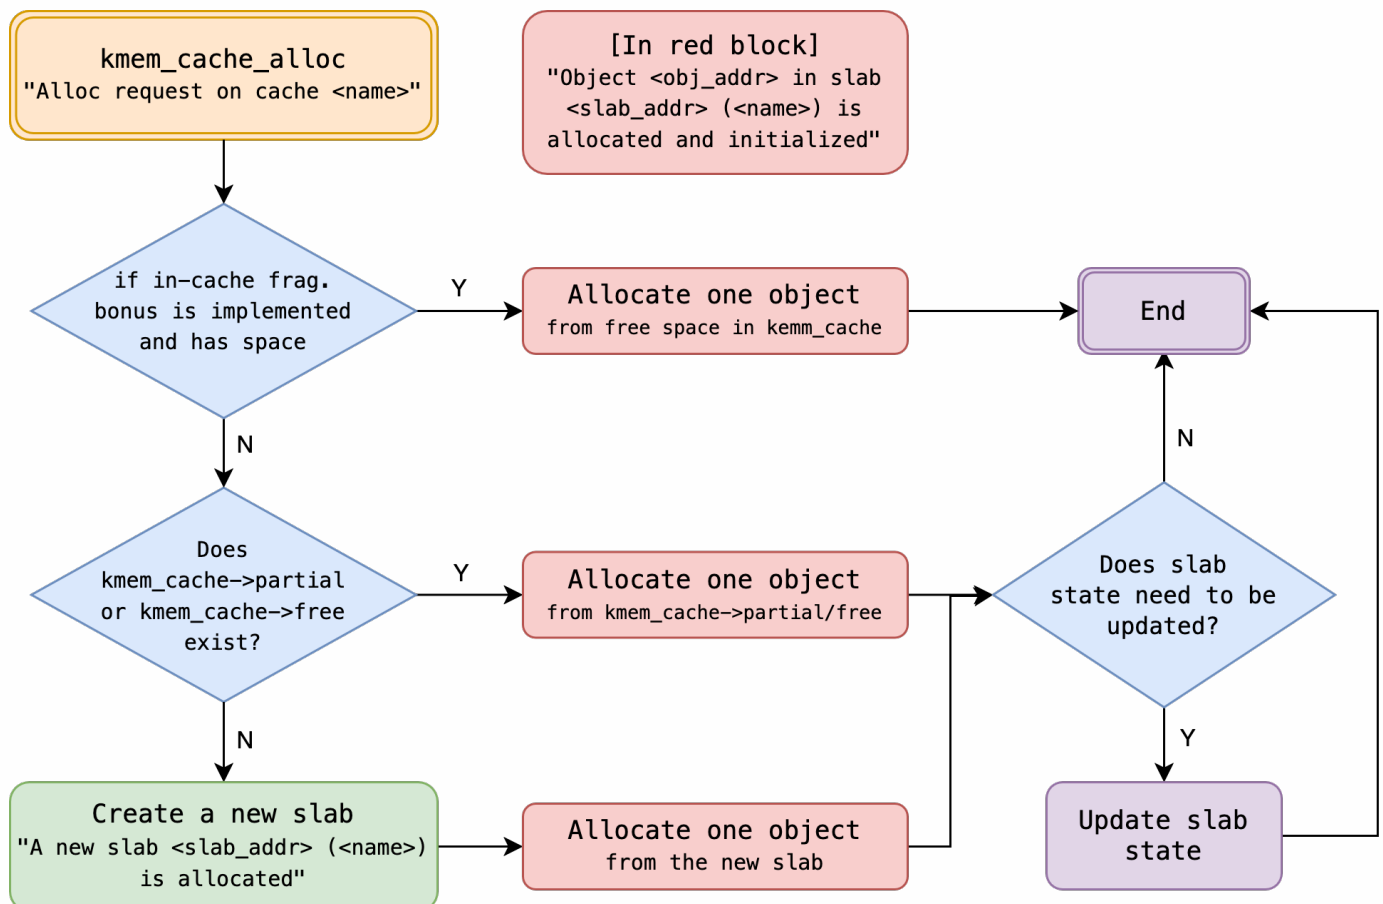 kmem_cache_alloc
"Alloc request on cache <name>"
[In red block]
"Object <obj_addr> in slab
<slab_addr> (<name>) is
allocated and initialized"
if in-cache frag.
bonus is implemented
and has space
Y
Allocate one object
from free space in kemm_cache
End
N
N
Does
kmem_cache->partial
or kmem_cache->free
exist?
Y
Allocate one object
from kmem_cache->partial/free
Does slab
state need to be
updated?
N
Y
Create a new slab
"A new slab <slab_addr> (<name>)
is allocated"
Allocate one object
from the new slab
Update slab
state